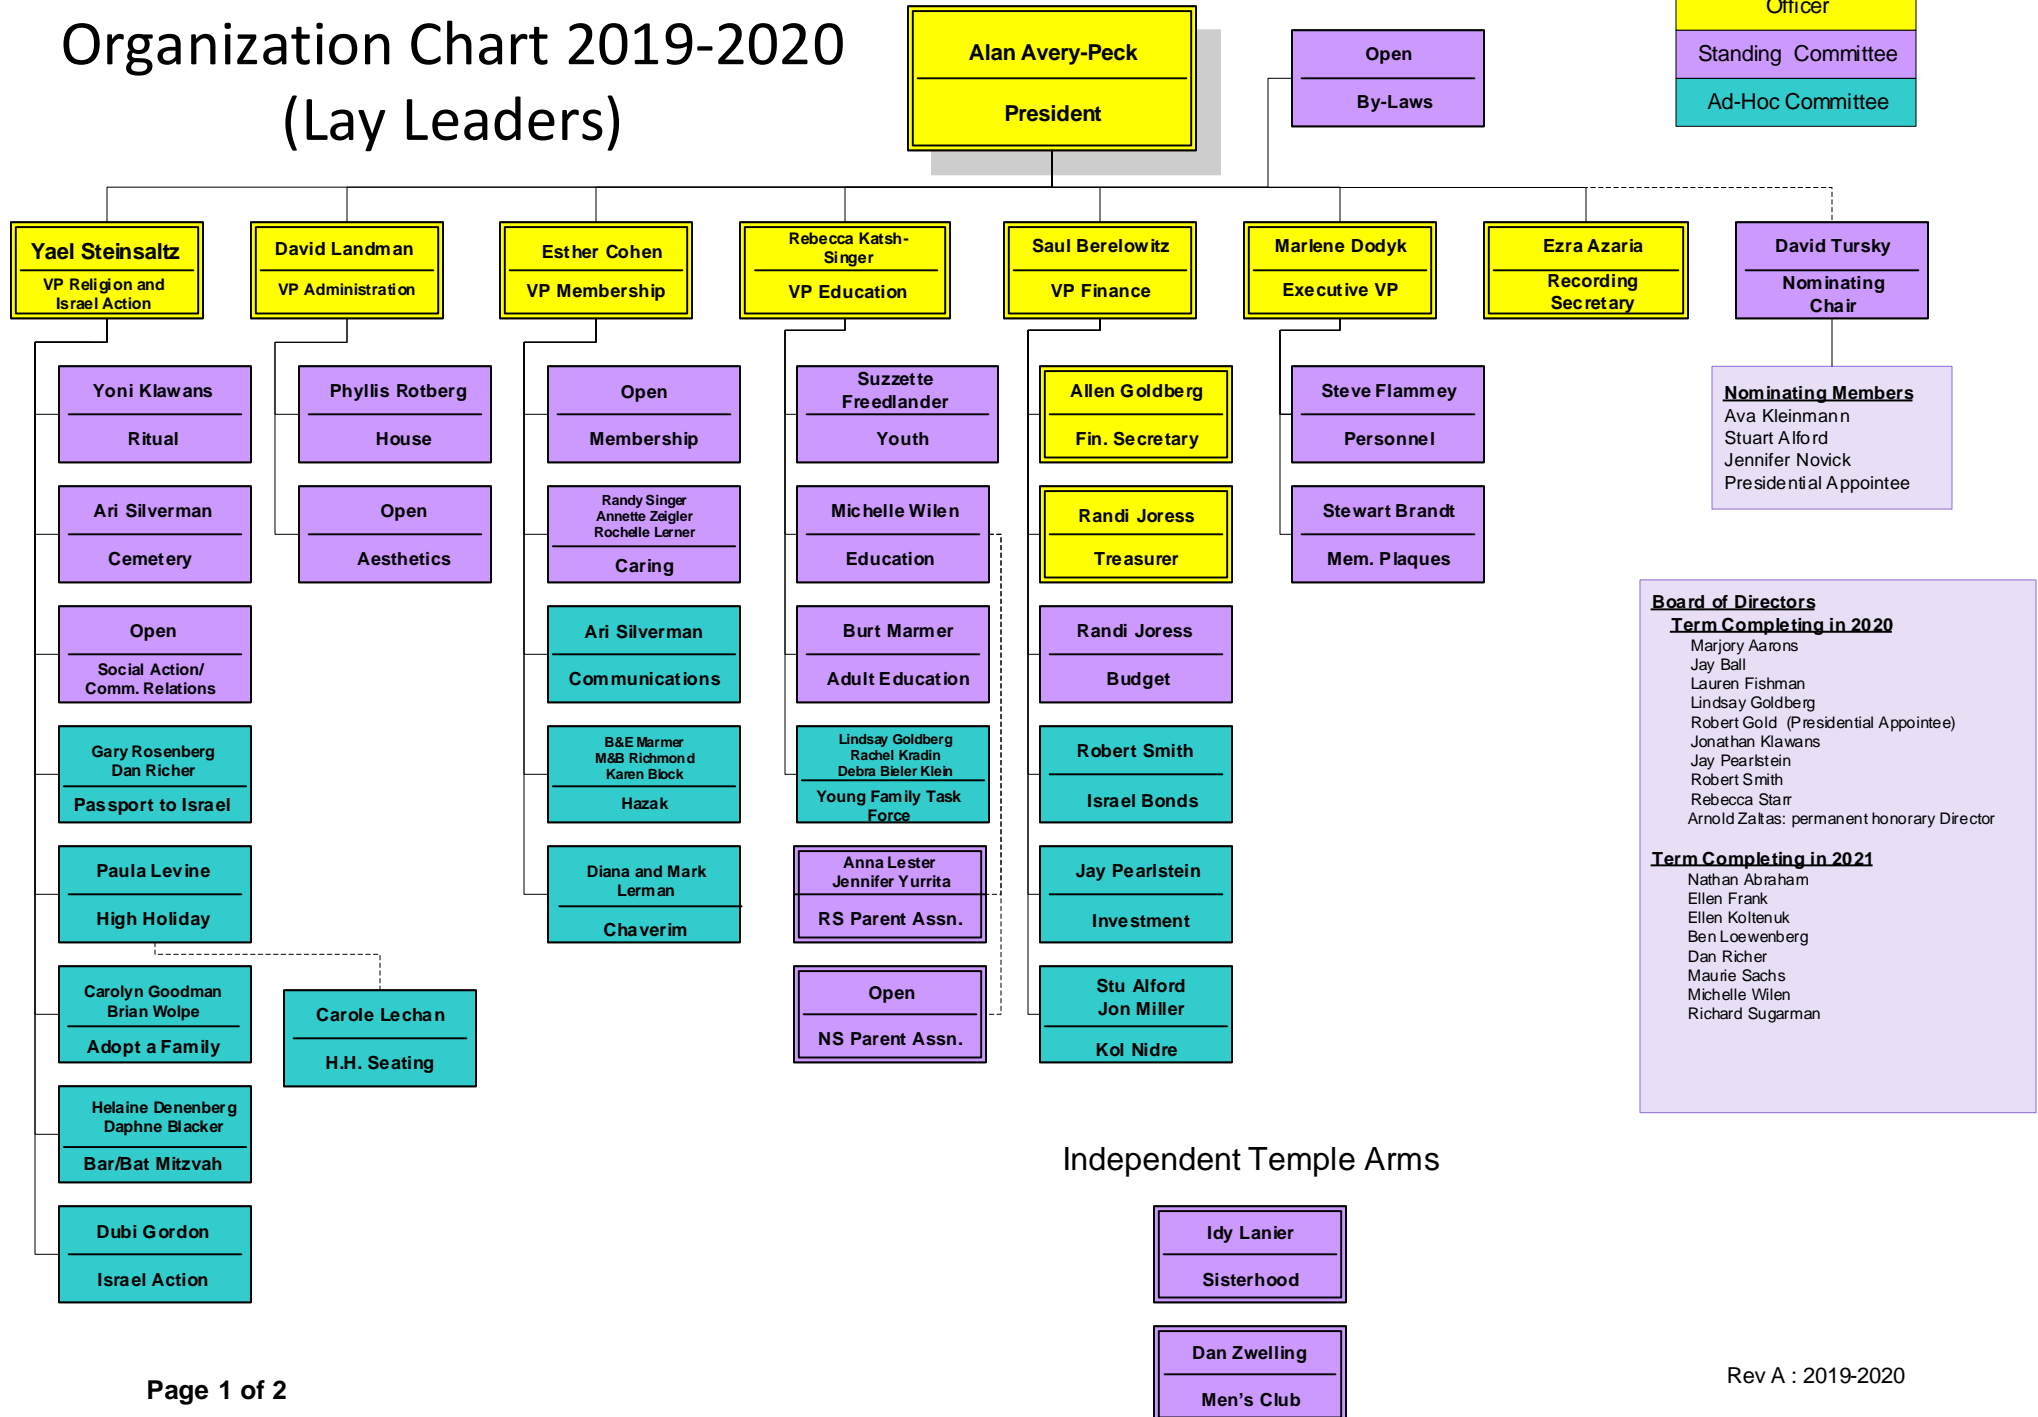 Organization Chart 2019-2020
(Lay Leaders)
Alan Avery-Peck
President
Open
By-Laws
Officer
Standing Committee
Ad-Hoc Committee
Yael Steinsaltz
VP Religion and
Israel Action
David Landman
VP Administration
Esther Cohen
VP Membership
Rebecca Katsh-
Singer
VP Education
Saul Berelowitz
VP Finance
Marlene Dodyk
Executive VP
Ezra Azaria
Recording
Secretary
David Tursky
Nominating
Chair
Yoni Klawans
Ritual
Ari Silverman
Cemetery
Open
Social Action/
Comm. Relations
Gary Rosenberg
Dan Richer
Passport to Israel
Paula Levine
High Holiday
Carolyn Goodman
Brian Wolpe
Adopt a Family
Carole Lechan
H.H. Seating
Helaine Denenberg
Daphne Blacker
Bar/Bat Mitzvah
Dubi Gordon
Israel Action
Phyllis Rotberg
House
Open
Aesthetics
Open
Membership
Randy Singer
Annette Zeigler
Rochelle Lerner
Caring
Ari Silverman
Communications
B&E Marmer
M&B Richmond
Karen Block
Hazak
Diana and Mark
Lerman
Chaverim
Suzzette
Freedlander
Youth
Michelle Wilen
Education
Burt Marmer
Adult Education
Lindsay Goldberg
Rachel Kradin
Debra Bieler Klein
Young Family Task
Force
Anna Lester
Jennifer Yurrita
RS Parent Assn.
Open
NS Parent Assn.
Allen Goldberg
Fin. Secretary
Randi Joress
Treasurer
Randi Joress
Budget
Robert Smith
Israel Bonds
Jay Pearlstein
Investment
Stu Alford
Jon Miller
Kol Nidre
Steve Flammey
Personnel
Stewart Brandt
Mem. Plaques
Nominating Members
Ava Kleinmann
Stuart Alford
Jennifer Novick
Presidential Appointee
Board of Directors
Term Completing in 2020
Marjory Aarons
Jay Ball
Lauren Fishman
Lindsay Goldberg
Robert Gold (Presidential Appointee)
Jonathan Klawans
Jay Pearlstein
Robert Smith
Rebecca Starr
Arnold Zaltas: permanent honorary Director
Term Completing in 2021
Nathan Abraham
Ellen Frank
Ellen Koltenuk
Ben Loewenberg
Dan Richer
Maurie Sachs
Michelle Wilen
Richard Sugarman
Independent Temple Arms
Idy Lanier
Sisterhood
Dan Zwelling
Men's Club
Page 1 of 2
Rev A : 2019-2020